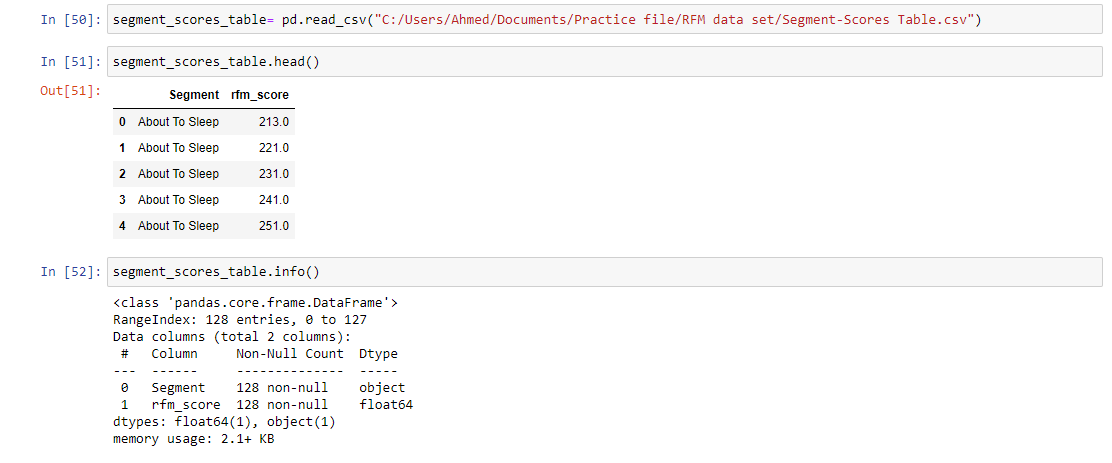 In [50]: segment_scores_table= pd.read_csv("C:/Users/Ahmed/Documents/Practice file/RFM data set/Segment-Scores Table.csv")
In [51]: segment_scores_table.head()
Out[51]:
Segment rfm_score
0 About To Sleep 213.0
1 About To Sleep 221.0
2 About To Sleep 231.0
3 About To Sleep 241.0
4 About To Sleep 251.0
In [52]: segment_scores_table.info()
<class 'pandas.core.frame.DataFrame'>
RangeIndex: 128 entries, 0 to 127
Data columns (total 2 columns):
# Column Non-Null Count Dtype
--- ------ -------------- -----
0 Segment 128 non-null object
1 rfm_score 128 non-null float64
dtypes: float64(1), object(1)
memory usage: 2.1+ KB